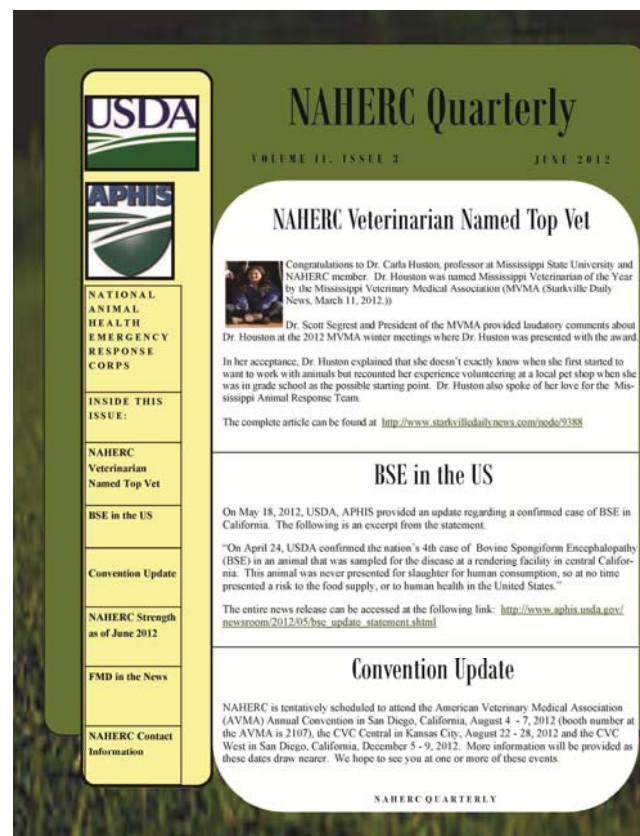 NAHERC Quarterly
VOLUME II, ISSUE 3
JUNE 2012
USDA
APHIS
NATIONAL
ANIMAL
HEALTH
EMERGENCY
RESPONSE
CORPS
INSIDE THIS
ISSUE:
NAHERC
Veterinarian
Named Top Vet
BSE in the US
Convention Update
NAHERC Strength
as of June 2012
FMD in the News
NAHERC Contact
Information
NAHERC Veterinarian Named Top Vet
Congratulations to Dr. Carla Huston, professor at Mississippi State University and
NAHERC member. Dr. Houston was named Mississippi Veterinarian of the Year
by the Mississippi Veterinary Medical Association (MVMA (Starkville Daily
News, March 11, 2012.))
Dr. Scott Segrest and President of the MVMA provided laudatory comments about
Dr. Houston at the 2012 MVMA winter meetings where Dr. Huston was presented with the award.
In her acceptance, Dr. Huston explained that she doesn't exactly know when she first started to
want to work with animals but recounted her experience volunteering at a local pet shop when she
was in grade school as the possible starting point. Dr. Huston also spoke of her love for the Mis-
sissippi Animal Response Team.
The complete article can be found at http://www.starkvilledailynews.com/node/9388
BSE in the US
On May 18, 2012, USDA, APHIS provided an update regarding a confirmed case of BSE in
California. The following is an excerpt from the statement.
"On April 24, USDA confirmed the nation's 4th case of Bovine Spongiform Encephalopathy
(BSE) in an animal that was sampled for the disease at a rendering facility in central Califor-
nia. This animal was never presented for slaughter for human consumption, so at no time
presented a risk to the food supply, or to human health in the United States."
The entire news release can be accessed at the following link: http://www.aphis.usda.gov/
newsroom/2012/05/bse_update_statement.shtml
Convention Update
NAHERC is tentatively scheduled to attend the American Veterinary Medical Association
(AVMA) Annual Convention in San Diego, California, August 4 - 7, 2012 (booth number at
the AVMA is 2107), the CVC Central in Kansas City, August 22 - 28, 2012 and the CVC
West in San Diego, California, December 5 - 9, 2012. More information will be provided as
these dates draw nearer. We hope to see you at one or more of these events.
NAHERC QUARTERLY